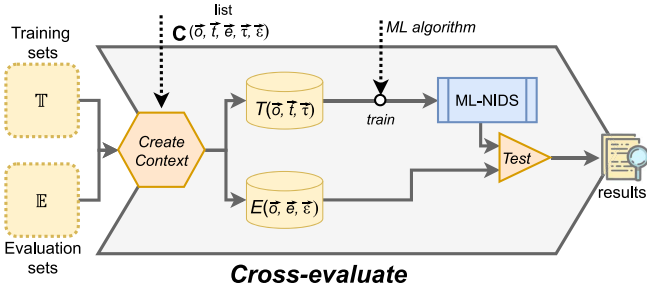 list
C(o⃗, t⃗, e⃗, τ⃗, ε⃗)
ML algorithm
Training
sets
𝕋
T(o⃗, t⃗, τ⃗)
train
ML-NIDS
Create
Context
Test
𝔼
E(o⃗, e⃗, ε⃗)
results
Evaluation
sets
Cross-evaluate